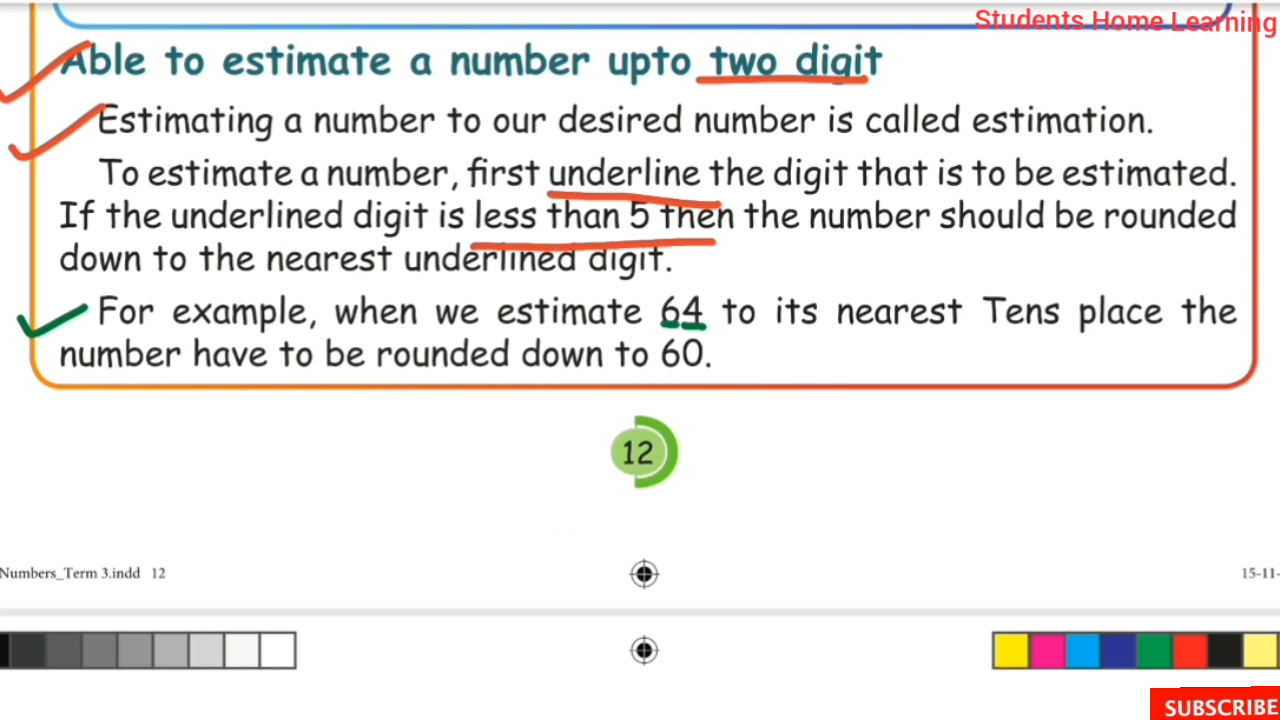 Students Home Learning
Able to estimate a number upto two digit
Estimating a number to our desired number is called estimation.
To estimate a number, first underline the digit that is to be estimated.
If the underlined digit is less than 5 then the number should be rounded
down to the nearest underlined digit.
For example, when we estimate 64 to its nearest Tens place the
number have to be rounded down to 60.
12
Numbers_Term 3.indd 12
15-11-
SUBSCRIBE